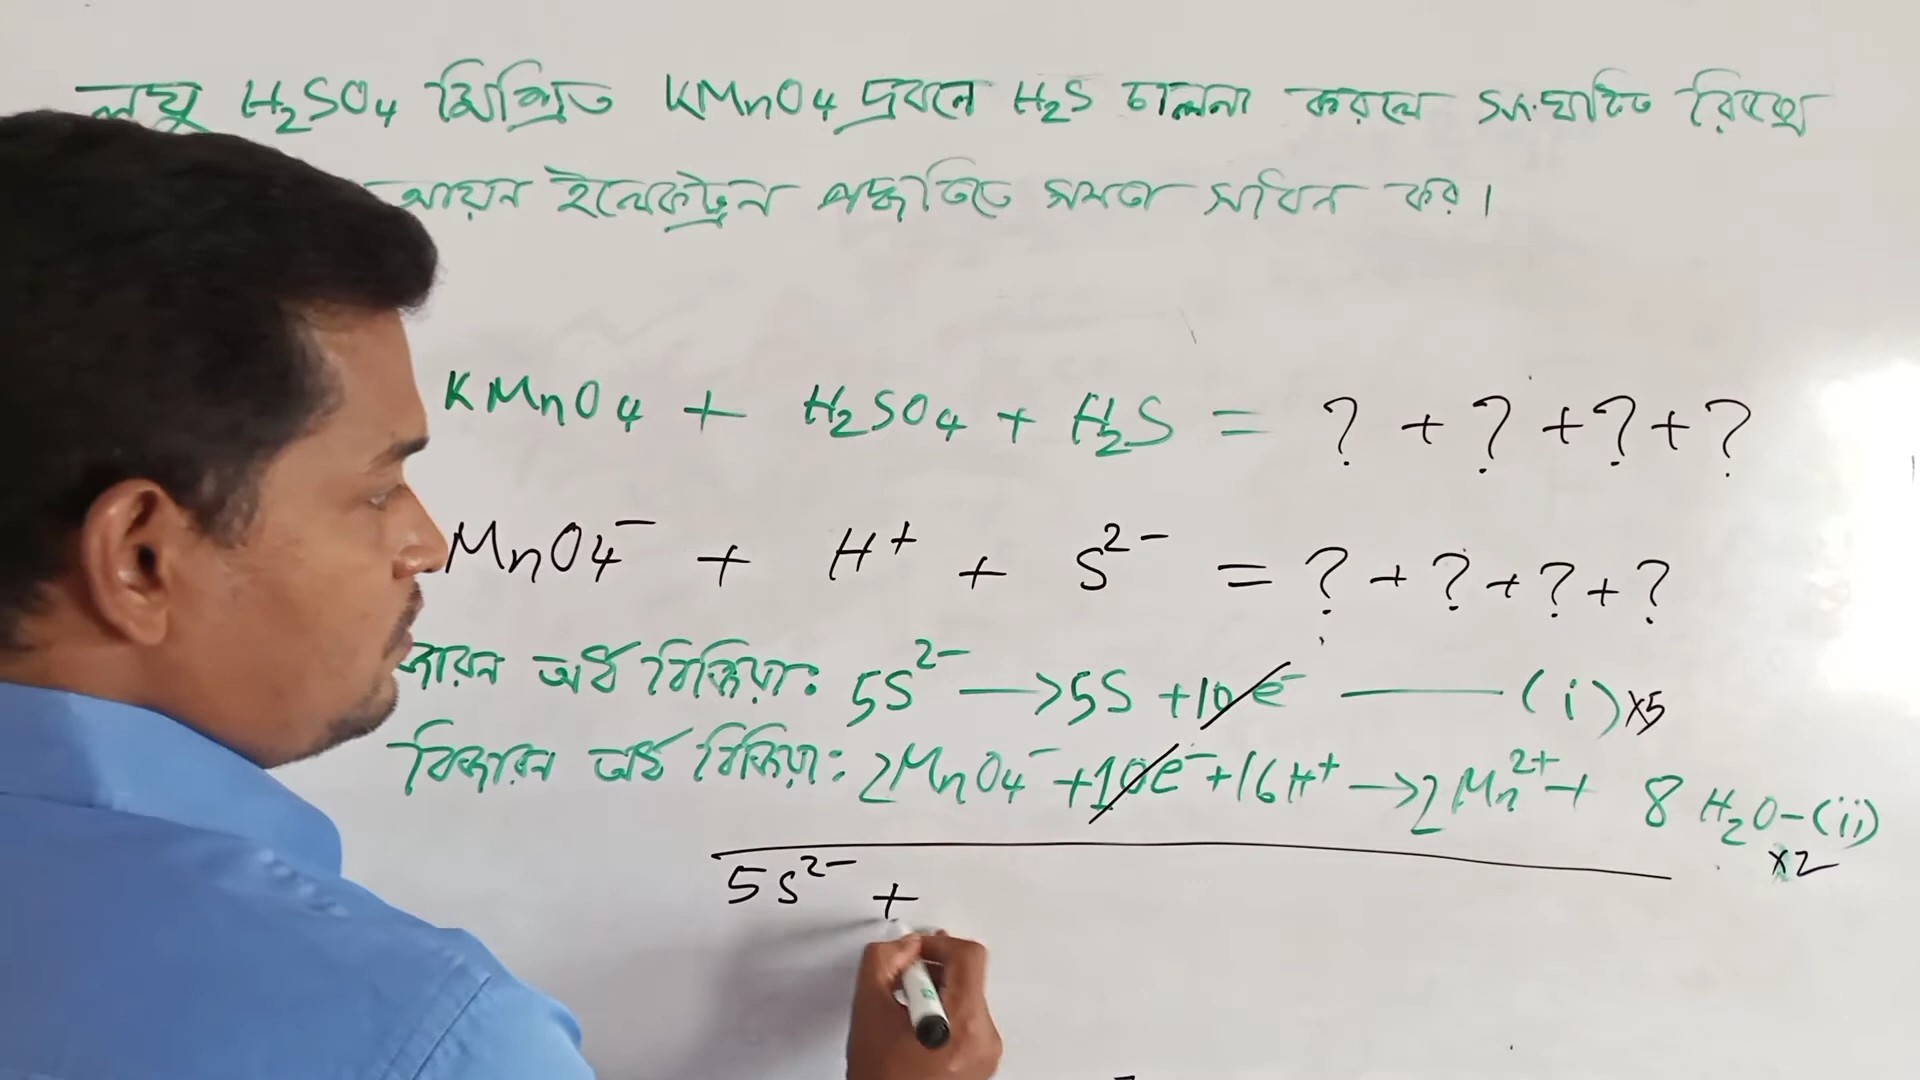 লঘু H₂SO₄ মিশ্রিত KMnO₄ দ্রবনে H₂S চালনা করলে সংঘটিত
আয়ন ইলেকট্রন পদ্ধতিতে সমতা সাধন কর।
KMnO₄ + H₂SO₄ + H₂S = ? + ? + ? + ?
MnO₄⁻ + H⁺ + S²⁻ = ? + ? + ? + ?
জারন অর্ধ বিক্রিয়া: 5S²⁻ → 5S + 10e⁻ — (i) ×5
বিজারন অর্ধ বিক্রিয়া: 2MnO₄⁻ + 10e⁻ + 16H⁺ → 2Mn²⁺ + 8H₂O – (ii)
×2
5S²⁻ +